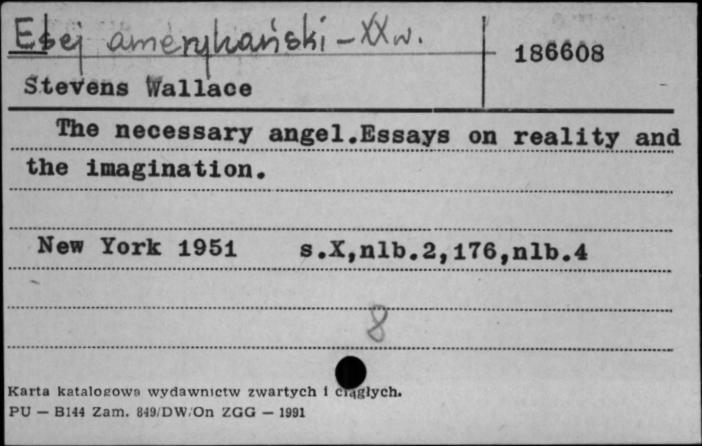 Esej amerykański - XX w.
186608
Stevens Wallace
The necessary angel.Essays on reality and
the imagination.
New York 1951 s.X,nlb.2,176,nlb.4
8
Karta katalogowa wydawnictw zwartych i ciągłych.
PU — B144 Zam. 849/DW/On ZGG — 1991